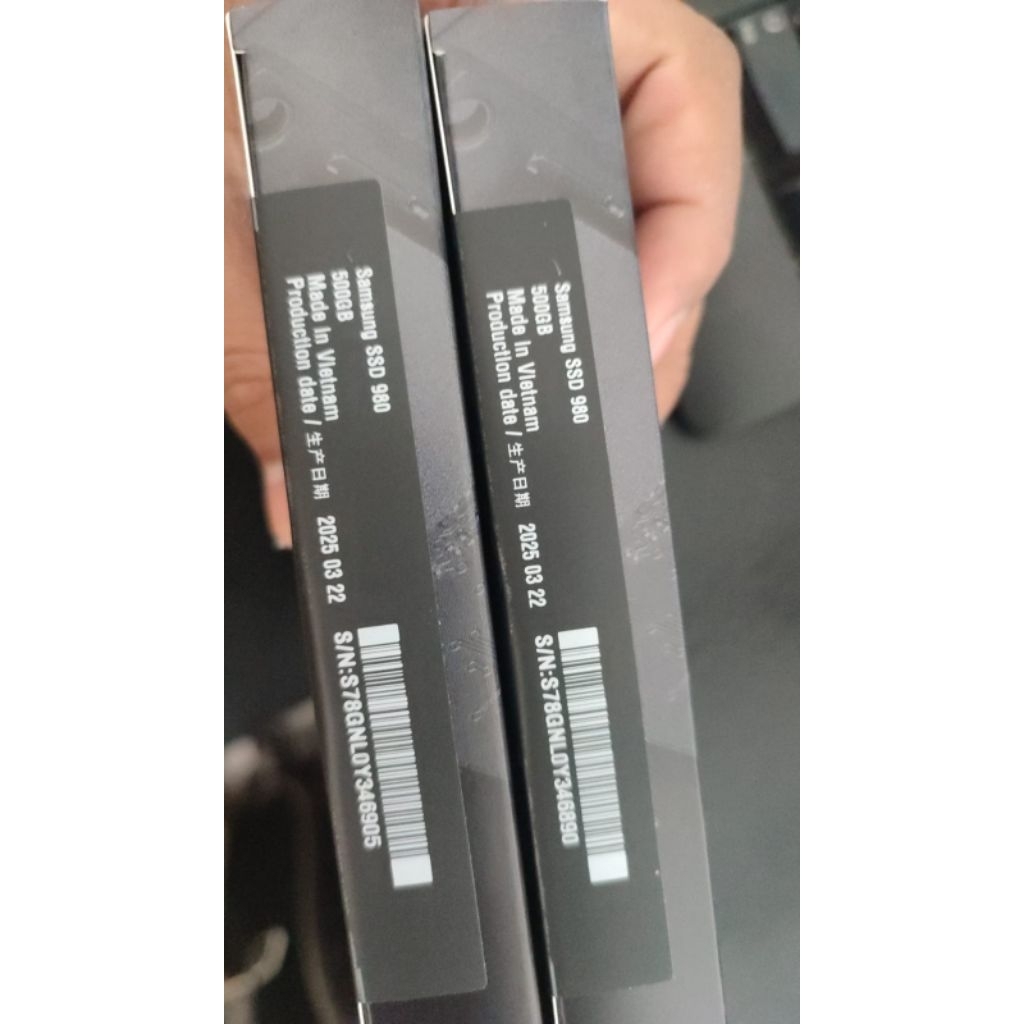 Samsung SSD 980
500GB
Made in Vietnam
Production date / 生产日期 2025 03 22
S/N:S78GNL0Y346905
Samsung SSD 980
500GB
Made in Vietnam
Production date / 生产日期 2025 03 22
S/N:S78GNL0Y346890